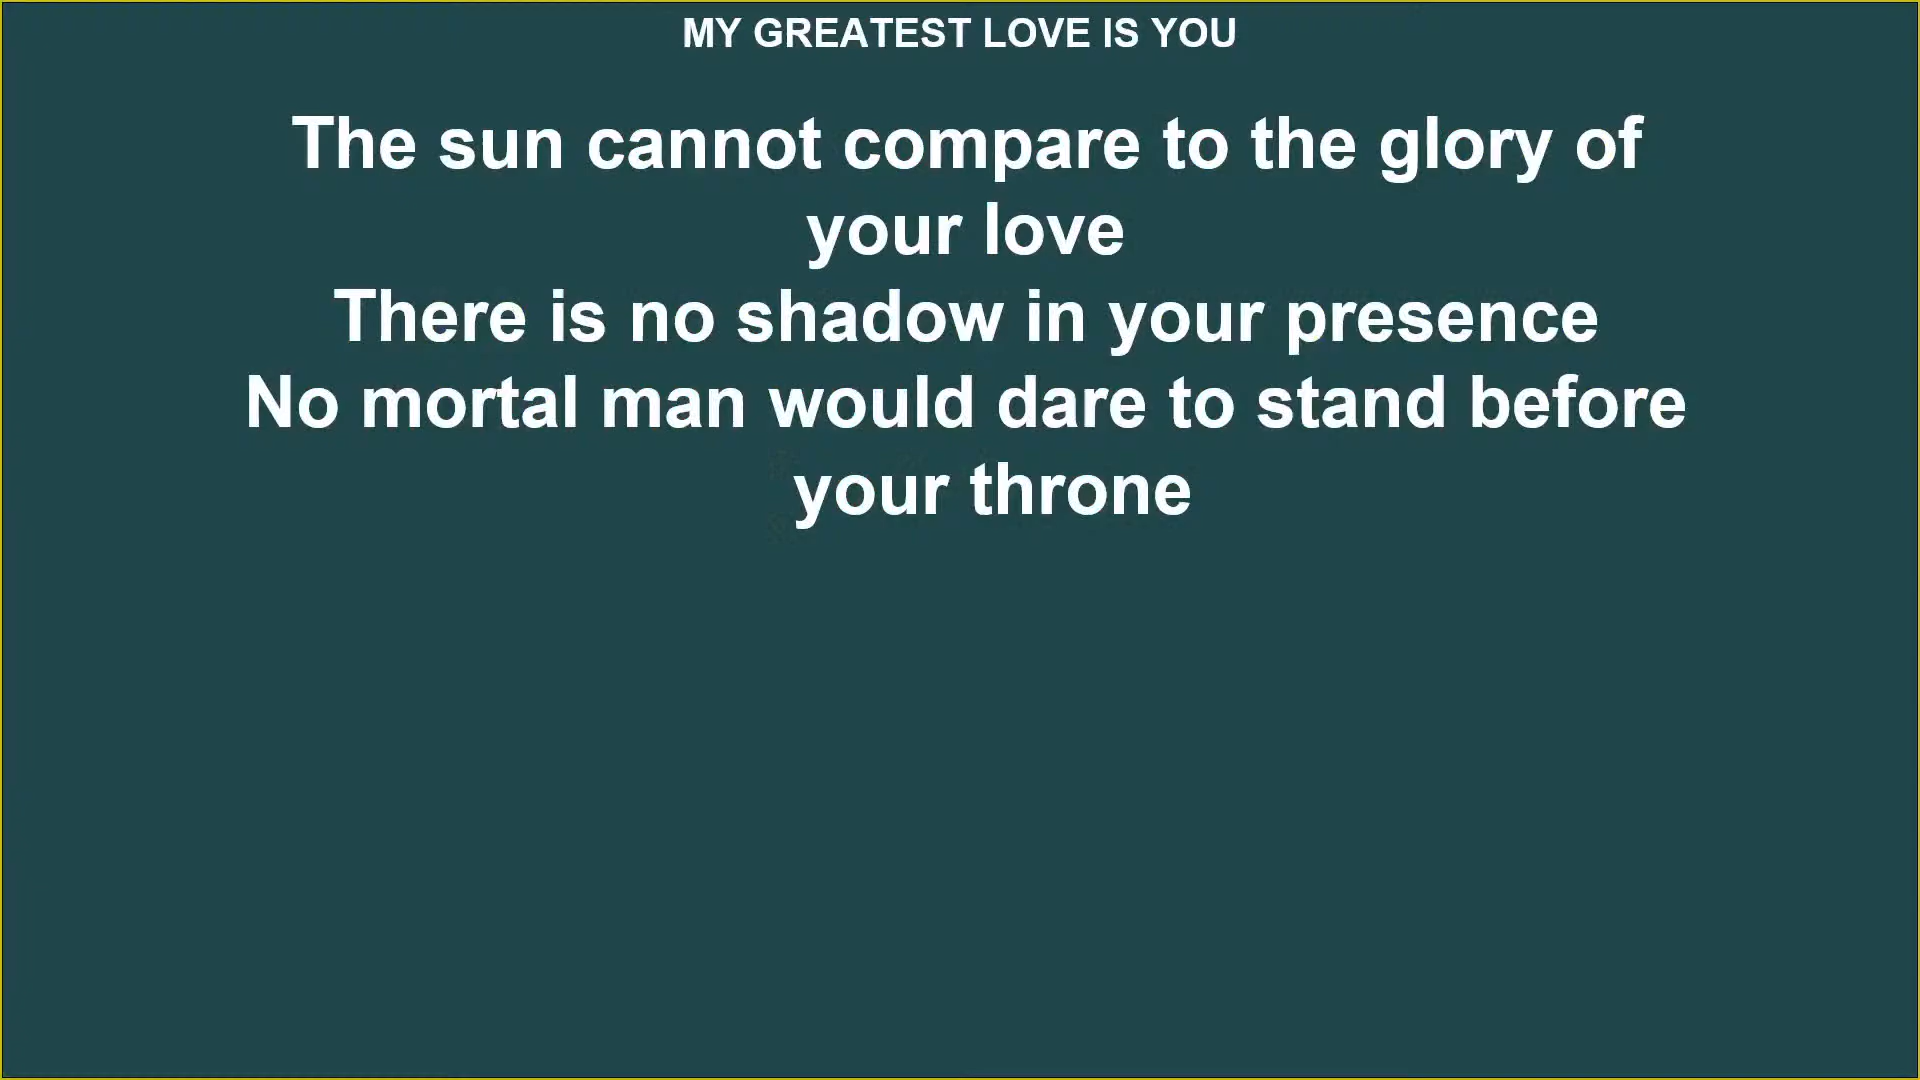 MY GREATEST LOVE IS YOU
The sun cannot compare to the glory of
your love
There is no shadow in your presence
No mortal man would dare to stand before
your throne